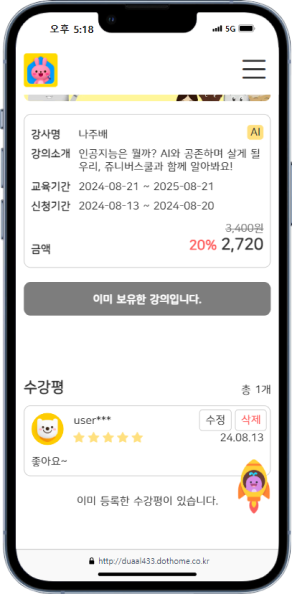 오후 5:18
5G
강사명 나주배 AI
강의소개 인공지능은 뭘까? AI와 공존하며 살게 될
우리, 쥬니버스쿨과 함께 알아봐요!
교육기간 2024-08-21 ~ 2025-08-21
신청기간 2024-08-13 ~ 2024-08-20
3,400원
금액 20% 2,720
이미 보유한 강의입니다.
수강평 총 1개
user*** 수정 삭제
24.08.13
좋아요~
이미 등록한 수강평이 있습니다.
http://duaal433.dothome.co.kr